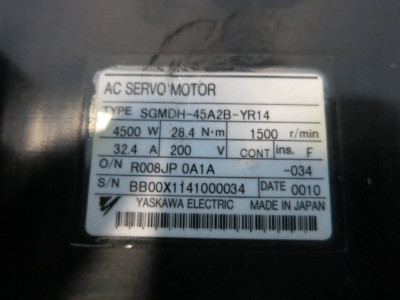 AC SERVO MOTOR
TYPE SGMDH-45A2B-YR14
4500 W 28.4 N·m 1500 r/min
32.4 A 200 V CONT ins. F
O/N R008JP 0A1A -034
S/N BB00X1141000034 DATE 0010
YASKAWA ELECTRIC MADE IN JAPAN